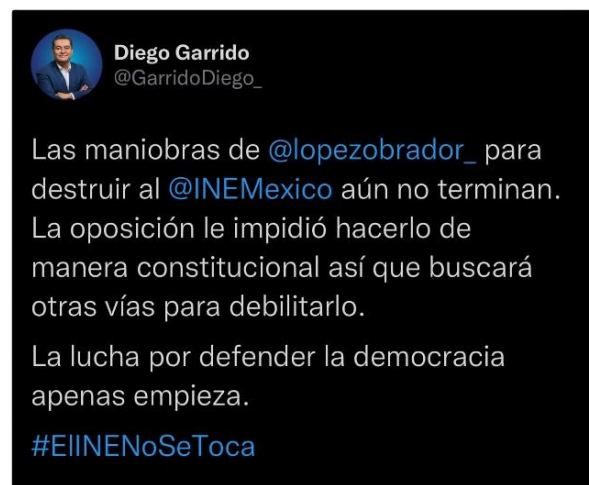 Diego Garrido
@GarridoDiego_
Las maniobras de @lopezobrador_ para
destruir al @INEMexico aún no terminan.
La oposición le impidió hacerlo de
manera constitucional así que buscará
otras vías para debilitarlo.
La lucha por defender la democracia
apenas empieza.
#ElINENoSeToca